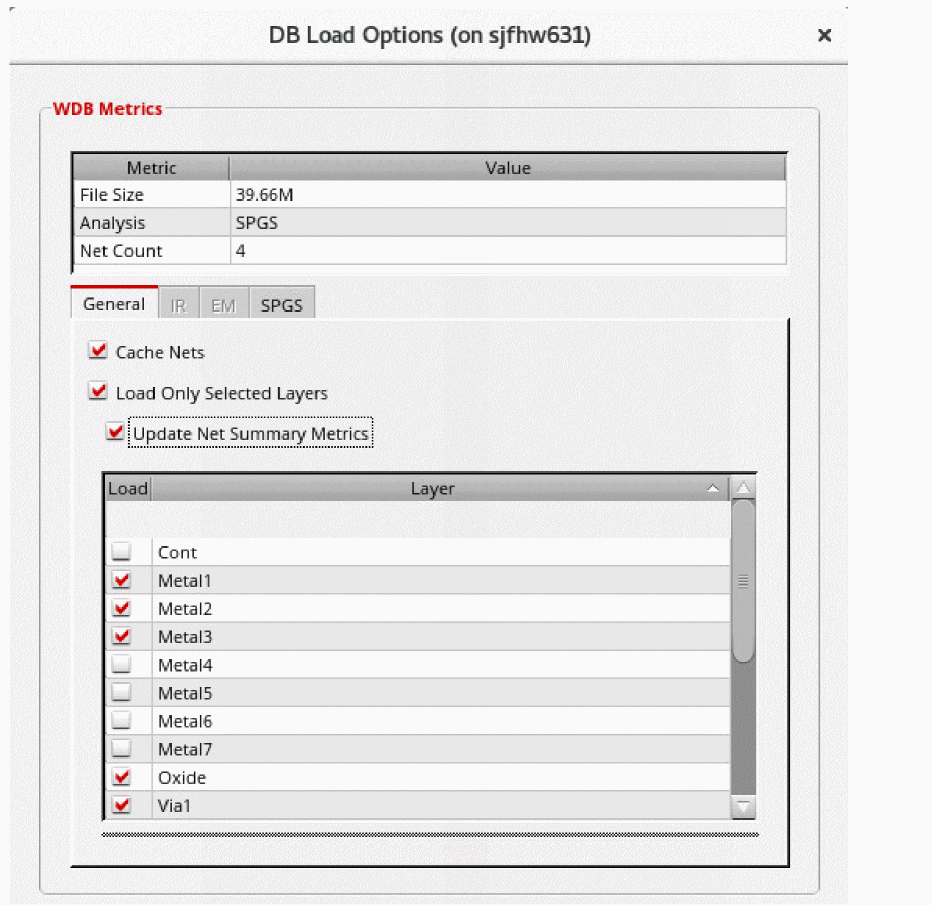 DB Load Options (on sjfhw631)
WDB Metrics
Metric Value
File Size 39.66M
Analysis SPGS
Net Count 4
General IR EM SPGS
Cache Nets
Load Only Selected Layers
Update Net Summary Metrics
Load Layer
Cont
Metal1
Metal2
Metal3
Metal4
Metal5
Metal6
Metal7
Oxide
Via1